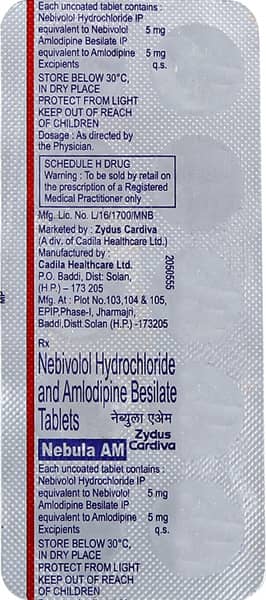 Each uncoated tablet contains :
Nebivolol Hydrochloride IP
equivalent to Nebivolol 5 mg
Amlodipine Besilate IP
equivalent to Amlodipine 5 mg
Excipients q.s.
STORE BELOW 30°C,
IN DRY PLACE
PROTECT FROM LIGHT
KEEP OUT OF REACH
OF CHILDREN
Dosage : As directed by
the Physician.
SCHEDULE H DRUG
Warning : To be sold by retail on
the prescription of a Registered
Medical Practitioner only
Mfg. Lic. No. L/16/1700/MNB
Marketed by : Zydus Cardiva
(A div. of Cadila Healthcare Ltd.)
Manufactured by :
Cadila Healthcare Ltd.
P.O. Baddi, Dist: Solan,
(H.P.) – 173 205
Mfg. At : Plot No.103,104 & 105,
EPIP,Phase-I, Jharmajri,
Baddi,Distt Solan (H.P.) -173205
2050555
MP
Rx
Nebivolol Hydrochloride
and Amlodipine Besilate
Tablets नेब्युला एअेम
Nebula AM Zydus
Cardiva
Each uncoated tablet contains :
Nebivolol Hydrochloride IP
equivalent to Nebivolol 5 mg
Amlodipine Besilate IP
equivalent to Amlodipine 5 mg
Excipients q.s.
STORE BELOW 30°C,
IN DRY PLACE
PROTECT FROM LIGHT
KEEP OUT OF REACH
OF CHILDREN